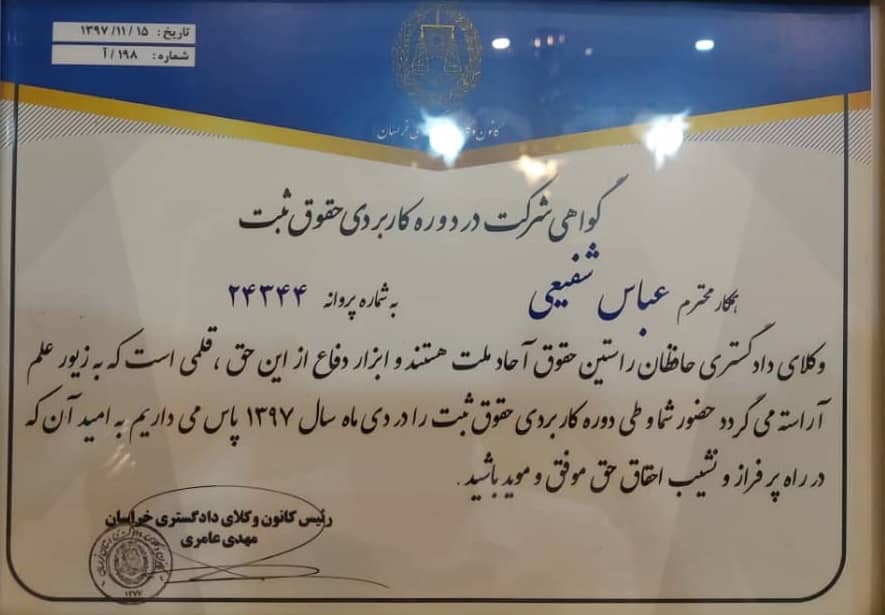 تاریخ: ۱۳۹۷/۱۱/۱۵
شماره: ۱۹۸/آ
کانون خراسان
گواهی شرکت در دوره کاربردی حقوق ثبت
همکار محترم عباس شفیعی به شماره پروانه ۲۴۳۴۴
وکلای دادگستری حافظان راستین حقوق آحاد ملت هستند و ابزار دفاع از این حق ، قلمی است که به زیور علم
آراسته می گردد حضور شما و طی دوره کاربردی حقوق ثبت را در دی ماه سال ۱۳۹۷ پاس می داریم به امید آن که
در راه پر فراز و نشیب احقاق حق موفق و موید باشید.
رئیس کانون وکلای دادگستری خراسان
مهدی عامری